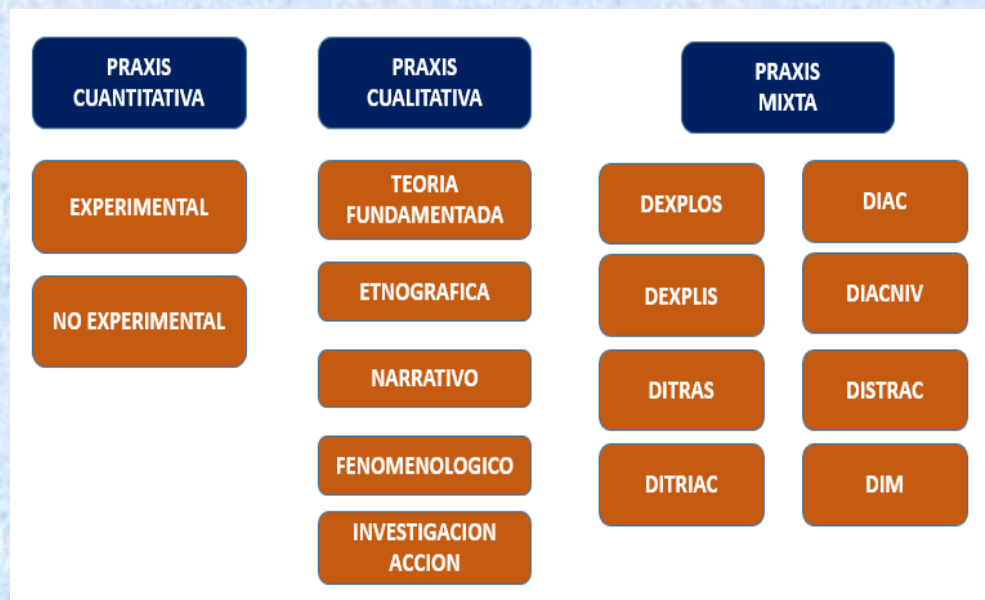 PRAXIS
CUANTITATIVA
EXPERIMENTAL
NO EXPERIMENTAL
PRAXIS
CUALITATIVA
TEORIA
FUNDAMENTADA
ETNOGRAFICA
NARRATIVO
FENOMENOLOGICO
INVESTIGACION
ACCION
PRAXIS
MIXTA
DEXPLOS
DIAC
DEXPLIS
DIACNIV
DITRAS
DISTRAC
DITRIAC
DIM